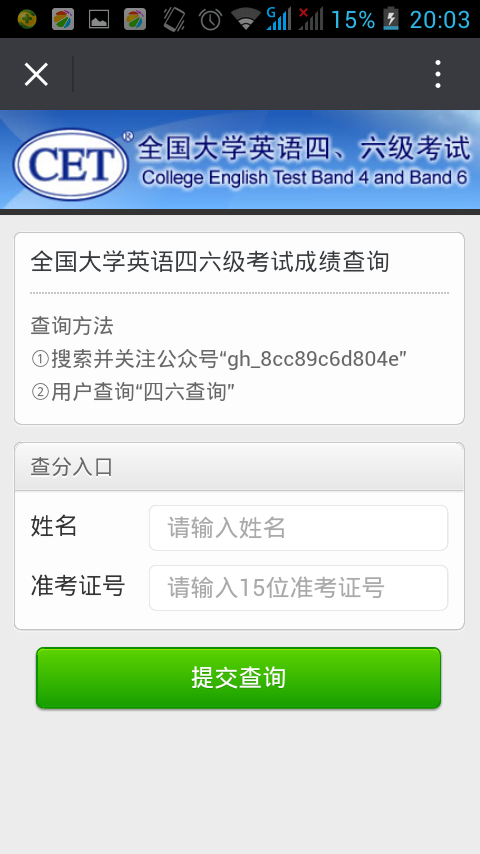 G 15% 20:03
CET® 全国大学英语四、六级考试
College English Test Band 4 and Band 6
全国大学英语四六级考试成绩查询
查询方法
①搜索并关注公众号“gh_8cc89c6d804e”
②用户查询“四六查询”
查分入口
姓名 请输入姓名
准考证号 请输入15位准考证号
提交查询